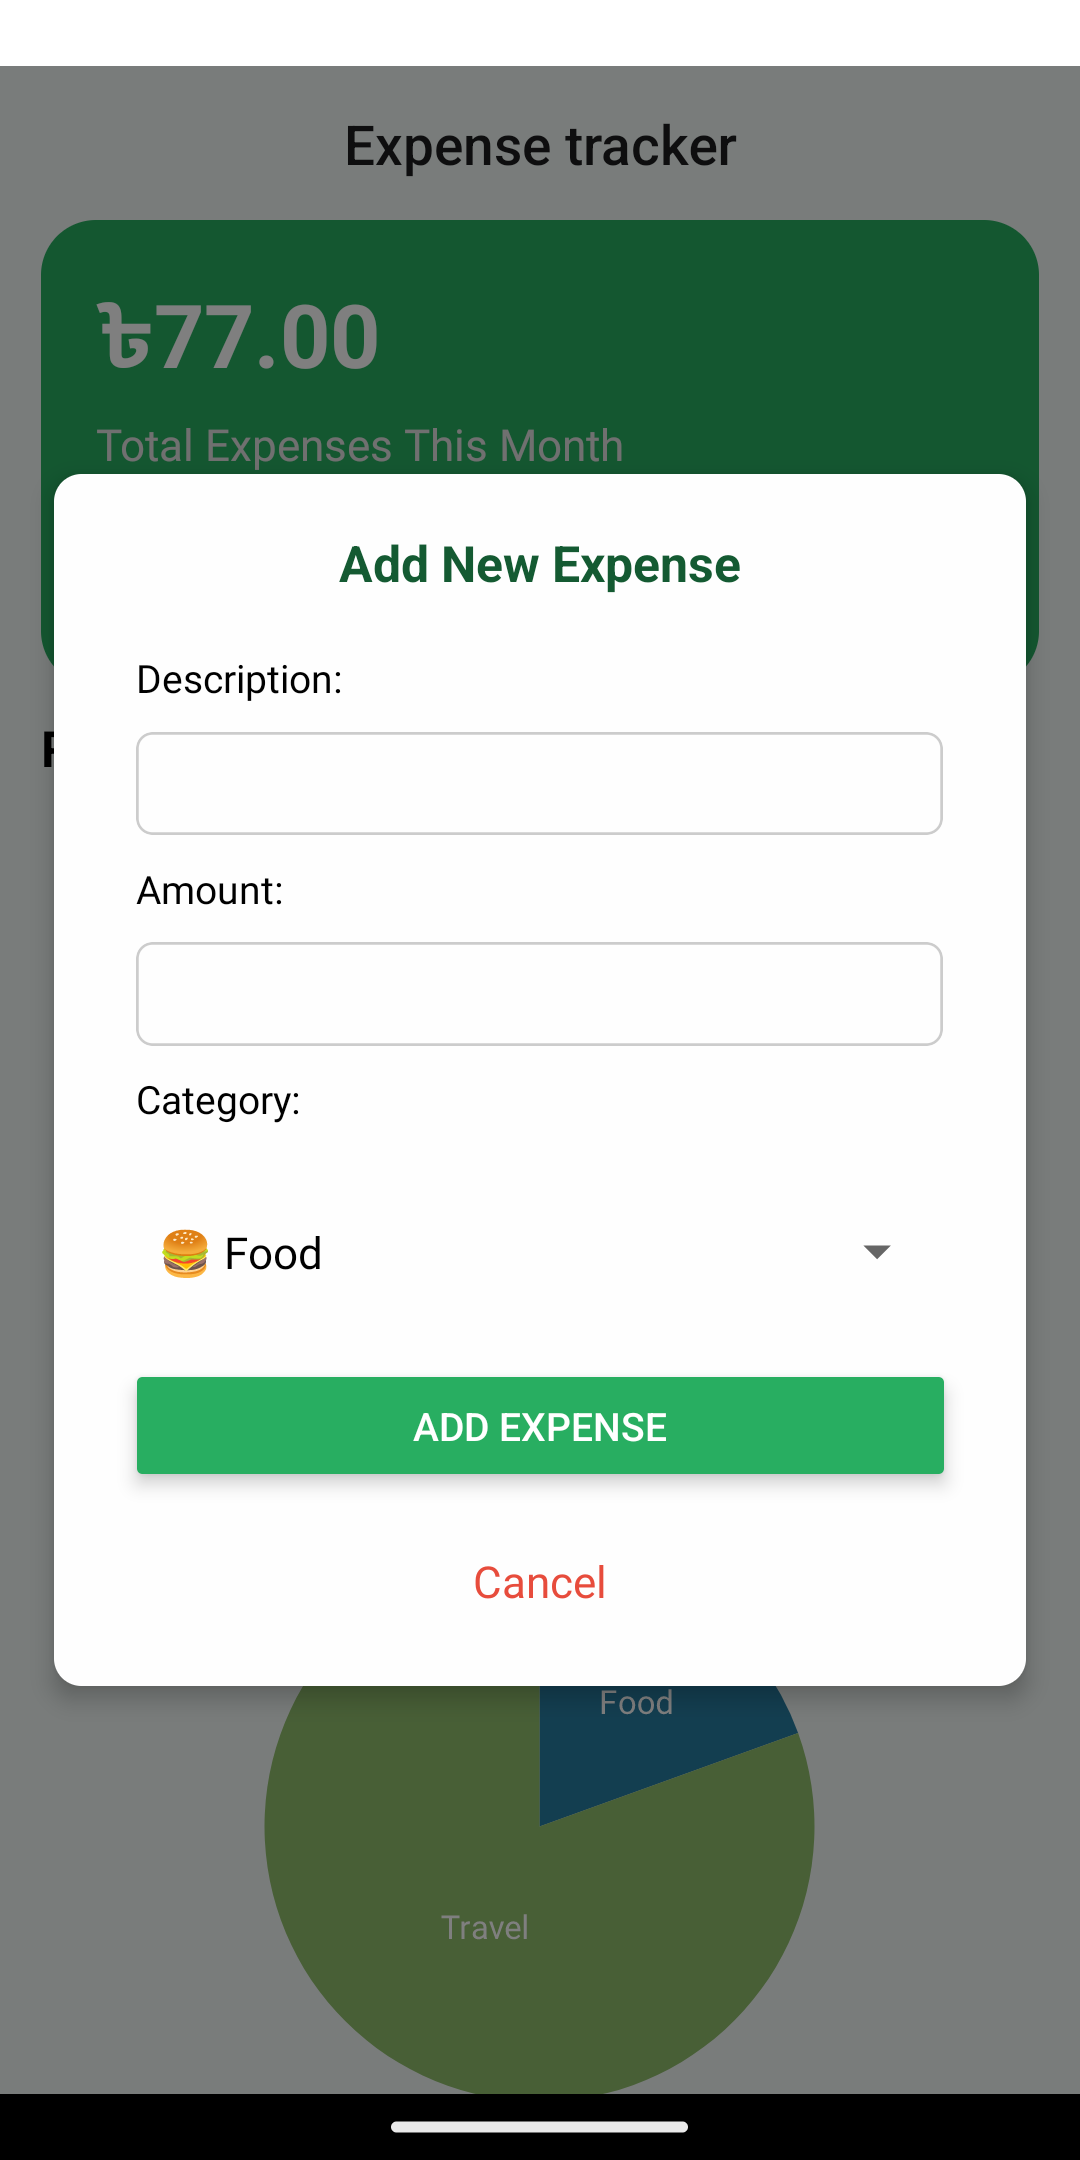 Expense tracker
৳77.00
Total Expenses This Month
Add New Expense
Description:
Amount:
Category:
🍔 Food
ADD EXPENSE
Cancel
Food
Travel